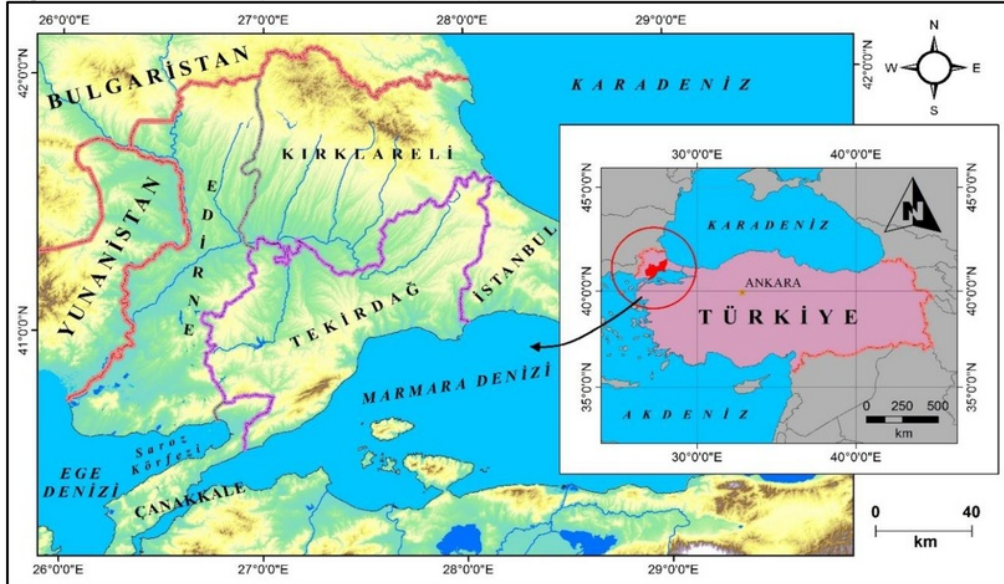 26°0'0"E 27°0'0"E 28°0'0"E 29°0'0"E
42°0'0"N
41°0'0"N
BULGARİSTAN
YUNANİSTAN
EDİRNE
KIRKLARELİ
TEKİRDAĞ
İSTANBUL
KARADENİZ
MARMARA DENİZİ
Saroz
Körfezi
EGE
DENİZİ
ÇANAKKALE
26°0'0"E 27°0'0"E 28°0'0"E 29°0'0"E
42°0'0"N
41°0'0"N
N
W E
S
0 40
km
30°0'0"E 40°0'0"E
45°0'0"N
40°0'0"N
35°0'0"N
KARADENİZ
N
ANKARA
TÜRKİYE
AKDENİZ
0 250 500
km
45°0'0"N
40°0'0"N
35°0'0"N
30°0'0"E 40°0'0"E